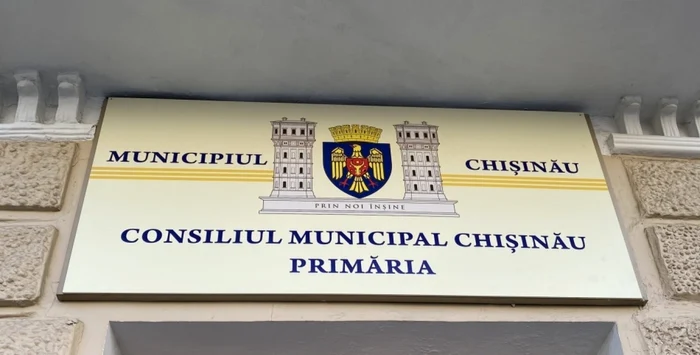 MUNICIPIUL CHIȘINĂU
PRIN NOI ÎNȘINE
CONSILIUL MUNICIPAL CHIȘINĂU
PRIMĂRIA